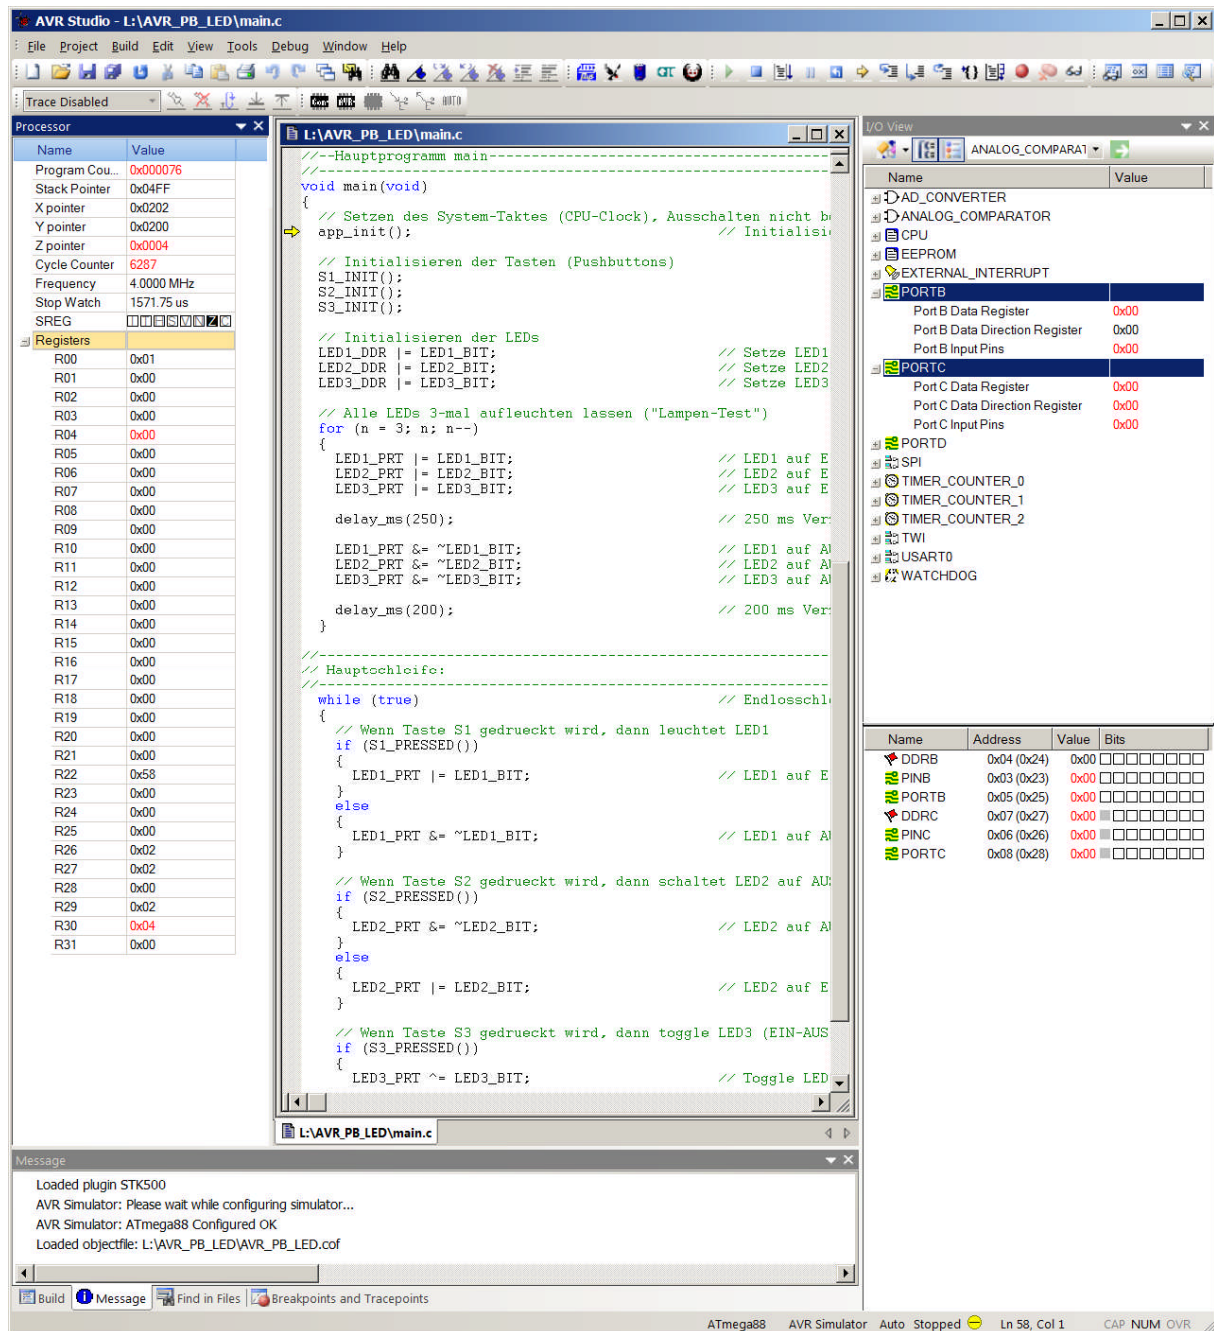 AVR Studio - L:\AVR_PB_LED\main.c
File Project Build Edit View Tools Debug Window Help
Trace Disabled
AUTO
Processor
Name Value
Program Cou... 0x000076
Stack Pointer 0x04FF
X pointer 0x0202
Y pointer 0x0200
Z pointer 0x0004
Cycle Counter 6287
Frequency 4.0000 MHz
Stop Watch 1571.75 us
SREG I T H S V N Z C
Registers
R00 0x01
R01 0x00
R02 0x00
R03 0x00
R04 0x00
R05 0x00
R06 0x00
R07 0x00
R08 0x00
R09 0x00
R10 0x00
R11 0x00
R12 0x00
R13 0x00
R14 0x00
R15 0x00
R16 0x00
R17 0x00
R18 0x00
R19 0x00
R20 0x00
R21 0x00
R22 0x58
R23 0x00
R24 0x00
R25 0x00
R26 0x02
R27 0x02
R28 0x00
R29 0x02
R30 0x04
R31 0x00
L:\AVR_PB_LED\main.c
//--Hauptprogramm main----------------------------------------
//------------------------------------------------------------
void main(void)
{
// Setzen des System-Taktes (CPU-Clock), Ausschalten nicht b
app_init(); // Initialisi
// Initialisieren der Tasten (Pushbuttons)
S1_INIT();
S2_INIT();
S3_INIT();
// Initialisieren der LEDs
LED1_DDR |= LED1_BIT; // Setze LED1
LED2_DDR |= LED2_BIT; // Setze LED2
LED3_DDR |= LED3_BIT; // Setze LED3
// Alle LEDs 3-mal aufleuchten lassen ("Lampen-Test")
for (n = 3; n; n--)
{
LED1_PRT |= LED1_BIT; // LED1 auf E
LED2_PRT |= LED2_BIT; // LED2 auf E
LED3_PRT |= LED3_BIT; // LED3 auf E
delay_ms(250); // 250 ms Ver
LED1_PRT &= ~LED1_BIT; // LED1 auf A
LED2_PRT &= ~LED2_BIT; // LED2 auf A
LED3_PRT &= ~LED3_BIT; // LED3 auf A
delay_ms(200); // 200 ms Ver
}
//------------------------------------------------------------
// Hauptschleife:
//------------------------------------------------------------
while (true) // Endlosschl
{
// Wenn Taste S1 gedrueckt wird, dann leuchtet LED1
if (S1_PRESSED())
{
LED1_PRT |= LED1_BIT; // LED1 auf E
}
else
{
LED1_PRT &= ~LED1_BIT; // LED1 auf A
}
// Wenn Taste S2 gedrueckt wird, dann schaltet LED2 auf AUS
if (S2_PRESSED())
{
LED2_PRT &= ~LED2_BIT; // LED2 auf A
}
else
{
LED2_PRT |= LED2_BIT; // LED2 auf E
}
// Wenn Taste S3 gedrueckt wird, dann toggle LED3 (EIN-AUS
if (S3_PRESSED())
{
LED3_PRT ^= LED3_BIT; // Toggle LED
L:\AVR_PB_LED\main.c
I/O View
ANALOG_COMPARAT
Name Value
AD_CONVERTER
ANALOG_COMPARATOR
CPU
EEPROM
EXTERNAL_INTERRUPT
PORTB
Port B Data Register 0x00
Port B Data Direction Register 0x00
Port B Input Pins 0x00
PORTC
Port C Data Register 0x00
Port C Data Direction Register 0x00
Port C Input Pins 0x00
PORTD
SPI
TIMER_COUNTER_0
TIMER_COUNTER_1
TIMER_COUNTER_2
TWI
USART0
WATCHDOG
Name Address Value Bits
DDRB 0x04 (0x24) 0x00
PINB 0x03 (0x23) 0x00
PORTB 0x05 (0x25) 0x00
DDRC 0x07 (0x27) 0x00
PINC 0x06 (0x26) 0x00
PORTC 0x08 (0x28) 0x00
Message
Loaded plugin STK500
AVR Simulator: Please wait while configuring simulator...
AVR Simulator: ATmega88 Configured OK
Loaded objectfile: L:\AVR_PB_LED\AVR_PB_LED.cof
Build Message Find in Files Breakpoints and Tracepoints
ATmega88 AVR Simulator Auto Stopped Ln 58, Col 1 CAP NUM OVR